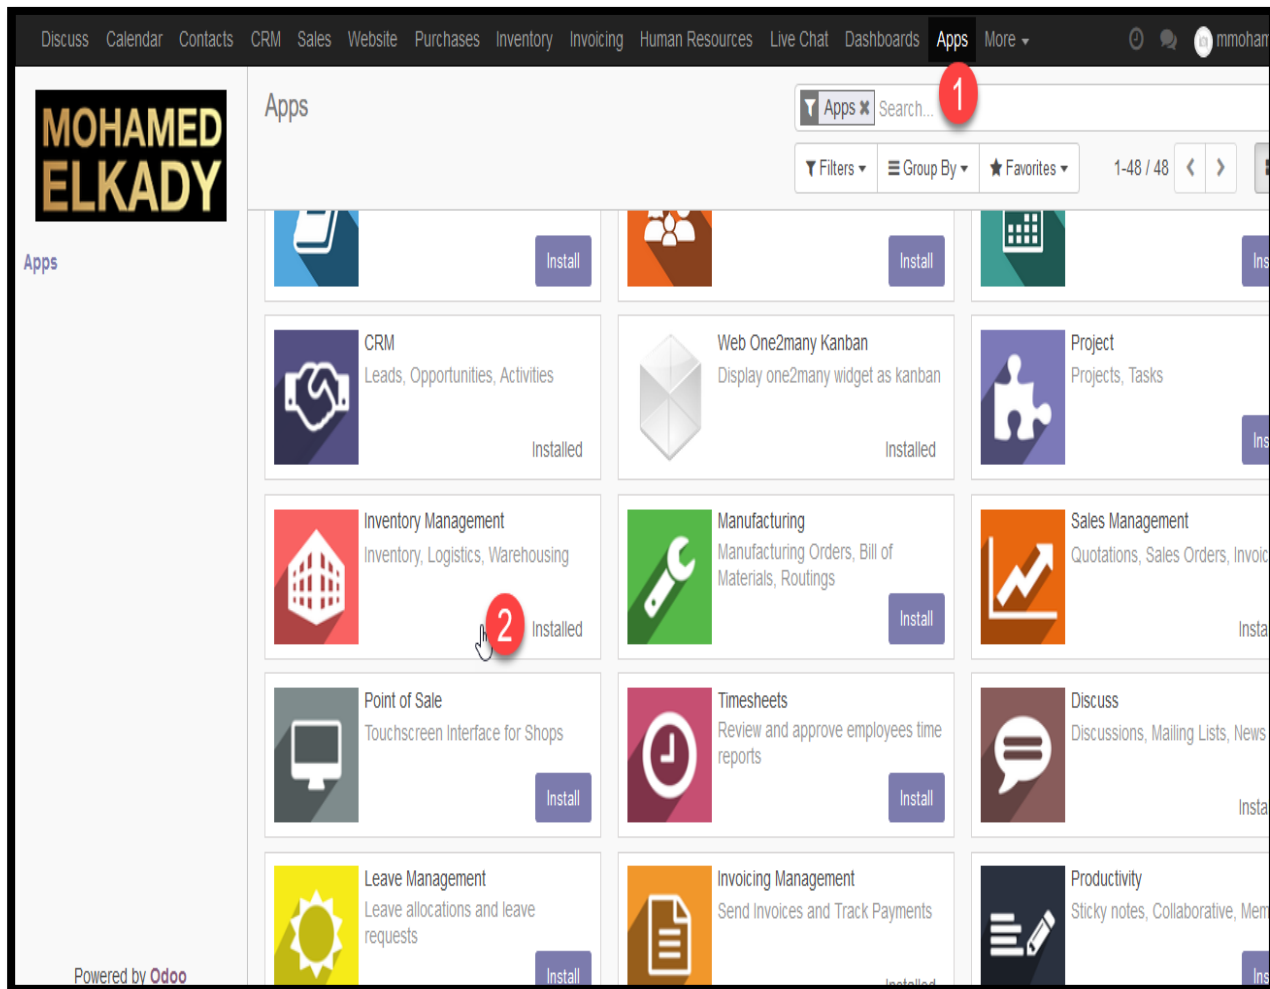 Discuss Calendar Contacts CRM Sales Website Purchases Inventory Invoicing Human Resources Live Chat Dashboards Apps More mmoham
MOHAMED
ELKADY
Apps
Apps
1
Apps Search...
Filters Group By Favorites 1-48 / 48
Install
Install
Ins
CRM
Leads, Opportunities, Activities
Installed
Web One2many Kanban
Display one2many widget as kanban
Installed
Project
Projects, Tasks
Ins
Inventory Management
Inventory, Logistics, Warehousing
2
Installed
Manufacturing
Manufacturing Orders, Bill of
Materials, Routings
Install
Sales Management
Quotations, Sales Orders, Invoic
Insta
Point of Sale
Touchscreen Interface for Shops
Install
Timesheets
Review and approve employees time
reports
Install
Discuss
Discussions, Mailing Lists, News
Insta
Leave Management
Leave allocations and leave
requests
Install
Invoicing Management
Send Invoices and Track Payments
Installed
Productivity
Sticky notes, Collaborative, Mem
Ins
Powered by Odoo